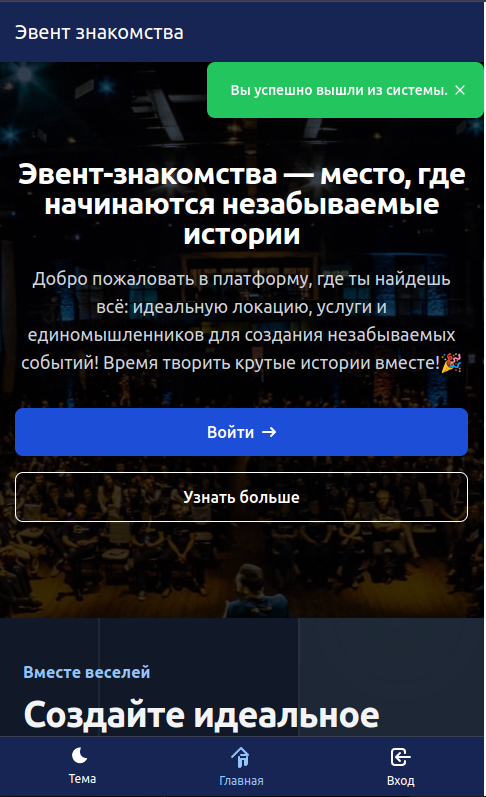 Эвент знакомства
Вы успешно вышли из системы.
Эвент-знакомства — место, где
начинаются незабываемые
истории
Добро пожаловать в платформу, где ты найдешь
всё: идеальную локацию, услуги и
единомышленников для создания незабываемых
событий! Время творить крутые истории вместе!🎉
Войти →
Узнать больше
Вместе веселей
Создайте идеальное
Тема
Главная
Вход